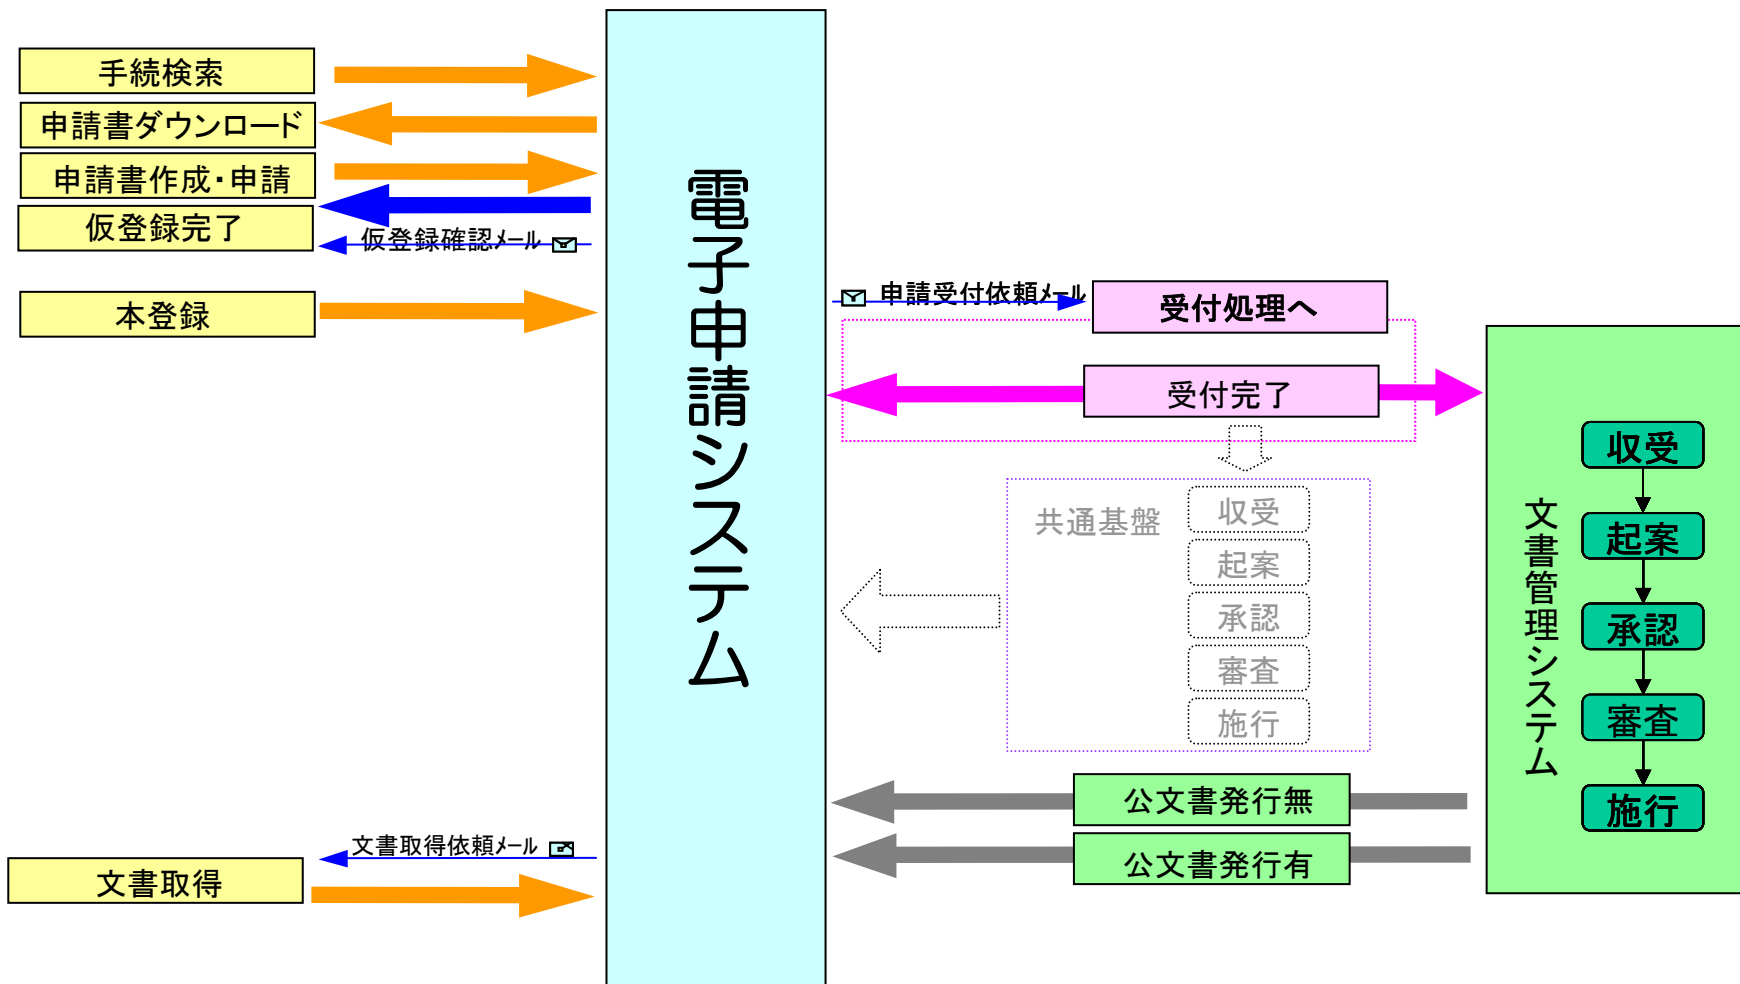 手続検索
申請書ダウンロード
申請書作成・申請
仮登録完了
仮登録確認メール
本登録
電子申請システム
申請受付依頼メール
受付処理へ
受付完了
共通基盤
収受
起案
承認
審査
施行
文書管理システム
収受
起案
承認
審査
施行
公文書発行無
公文書発行有
文書取得依頼メール
文書取得